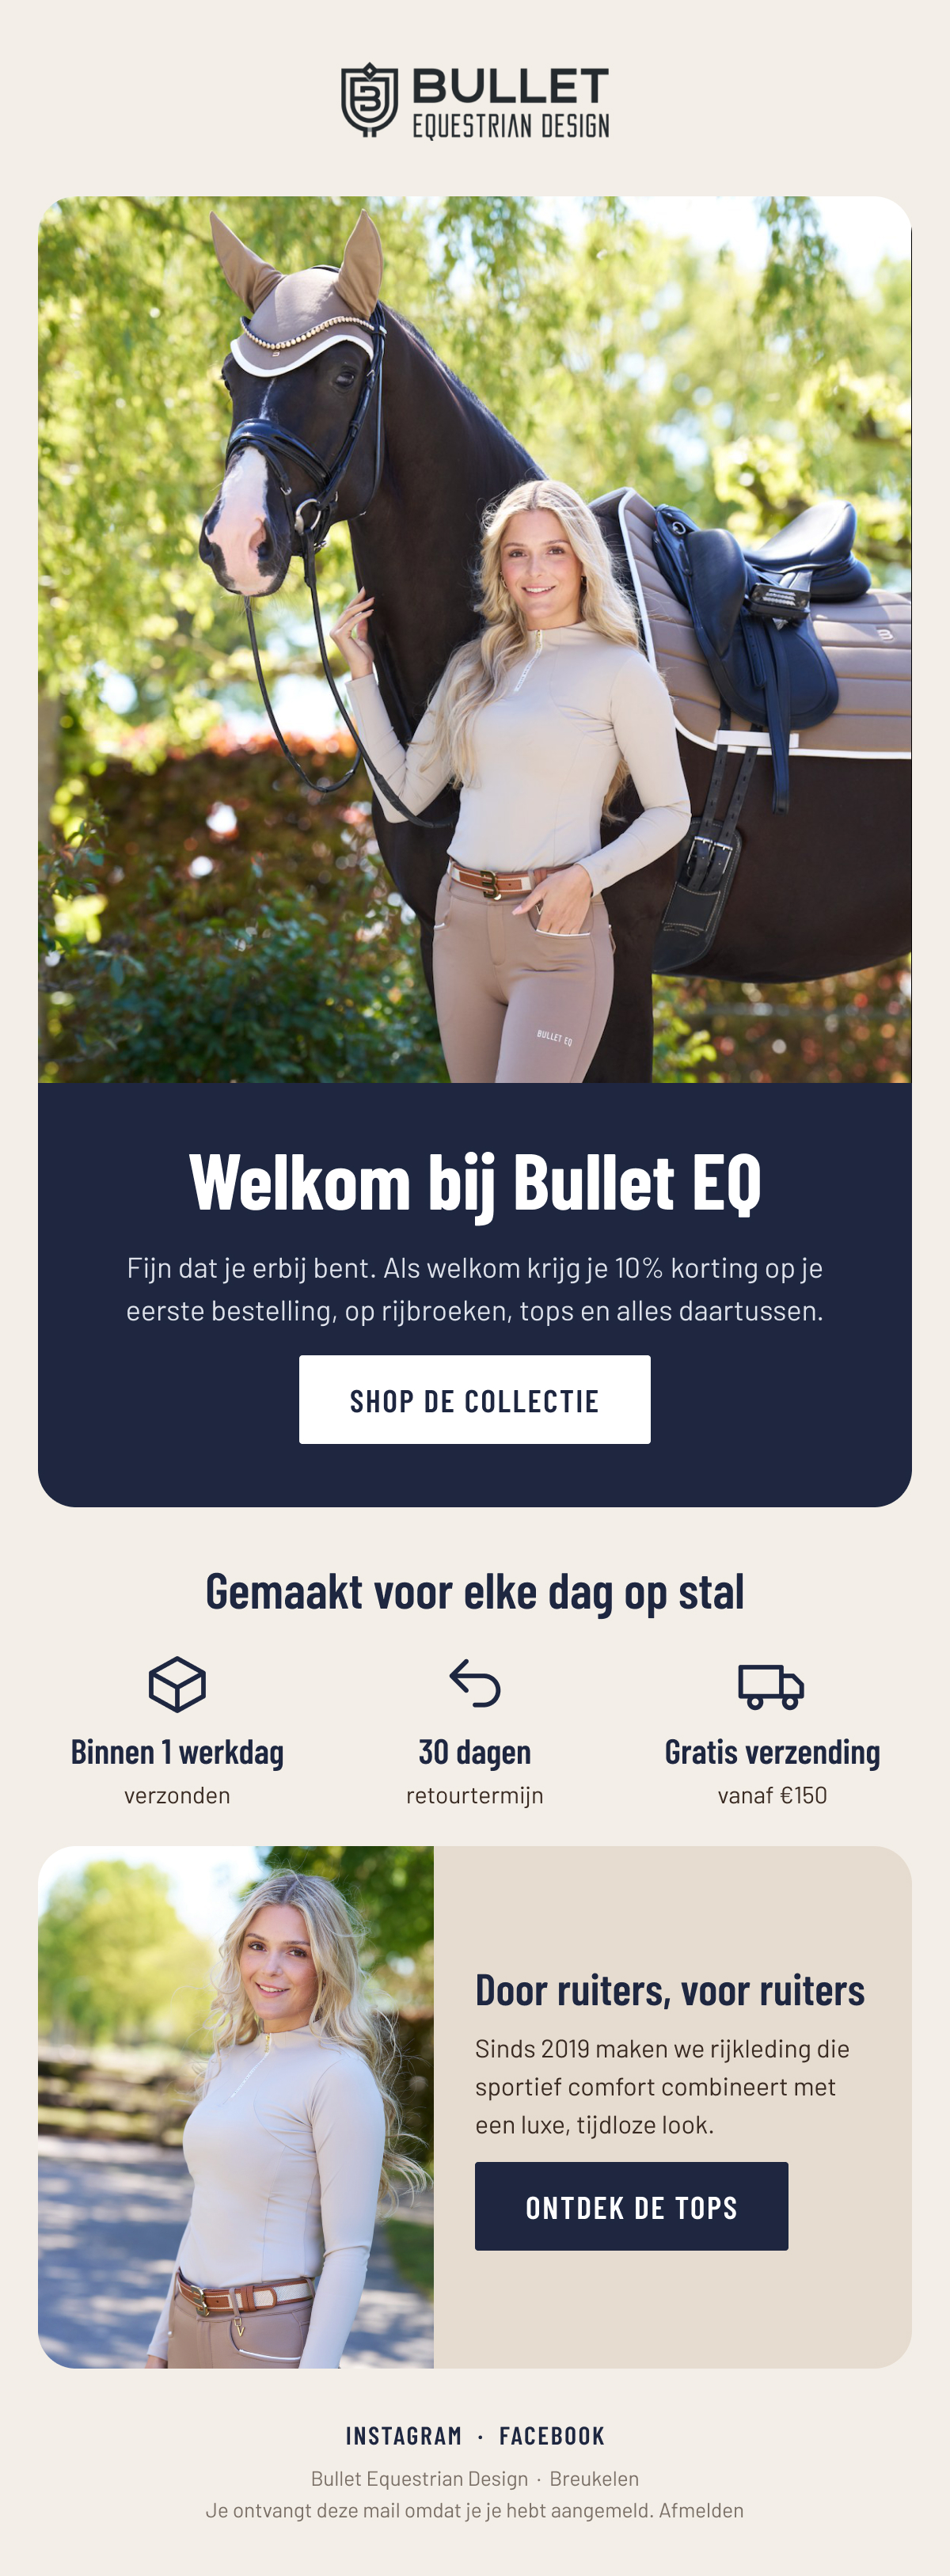 BULLET
EQUESTRIAN DESIGN
BULLET EQ
Welkom bij Bullet EQ
Fijn dat je erbij bent. Als welkom krijg je 10% korting op je
eerste bestelling, op rijbroeken, tops en alles daartussen.
SHOP DE COLLECTIE
Gemaakt voor elke dag op stal
Binnen 1 werkdag
verzonden
30 dagen
retourtermijn
Gratis verzending
vanaf €150
Door ruiters, voor ruiters
Sinds 2019 maken we rijkleding die
sportief comfort combineert met
een luxe, tijdloze look.
ONTDEK DE TOPS
INSTAGRAM · FACEBOOK
Bullet Equestrian Design · Breukelen
Je ontvangt deze mail omdat je je hebt aangemeld. Afmelden